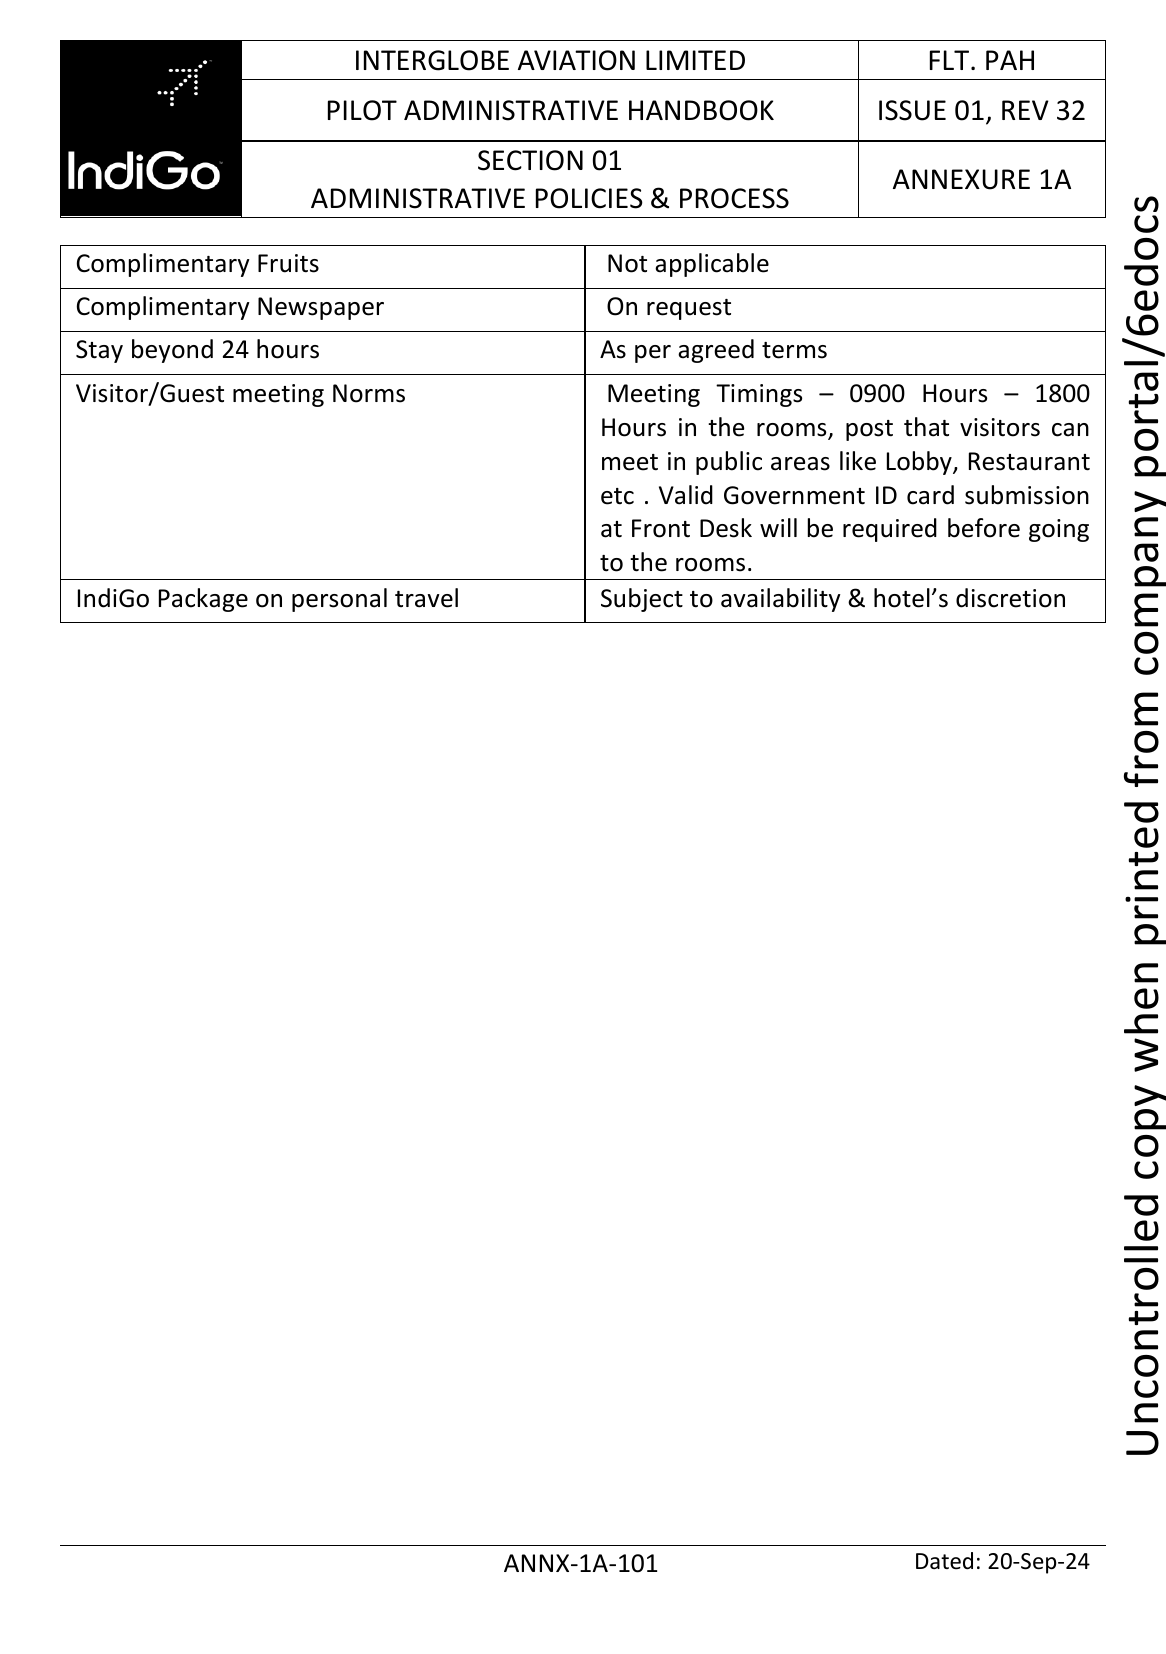 INTERGLOBE AVIATION LIMITED
FLT. PAH
PILOT ADMINISTRATIVE HANDBOOK
ISSUE 01, REV 32
IndiGo
SECTION 01
ADMINISTRATIVE POLICIES & PROCESS
ANNEXURE 1A
Complimentary Fruits
Not applicable
Complimentary Newspaper
On request
Stay beyond 24 hours
As per agreed terms
Visitor/Guest meeting Norms
Meeting Timings – 0900 Hours – 1800
Hours in the rooms, post that visitors can
meet in public areas like Lobby, Restaurant
etc . Valid Government ID card submission
at Front Desk will be required before going
to the rooms.
IndiGo Package on personal travel
Subject to availability & hotel’s discretion
Uncontrolled copy when printed from company portal/6edocs
ANNX-1A-101
Dated: 20-Sep-24